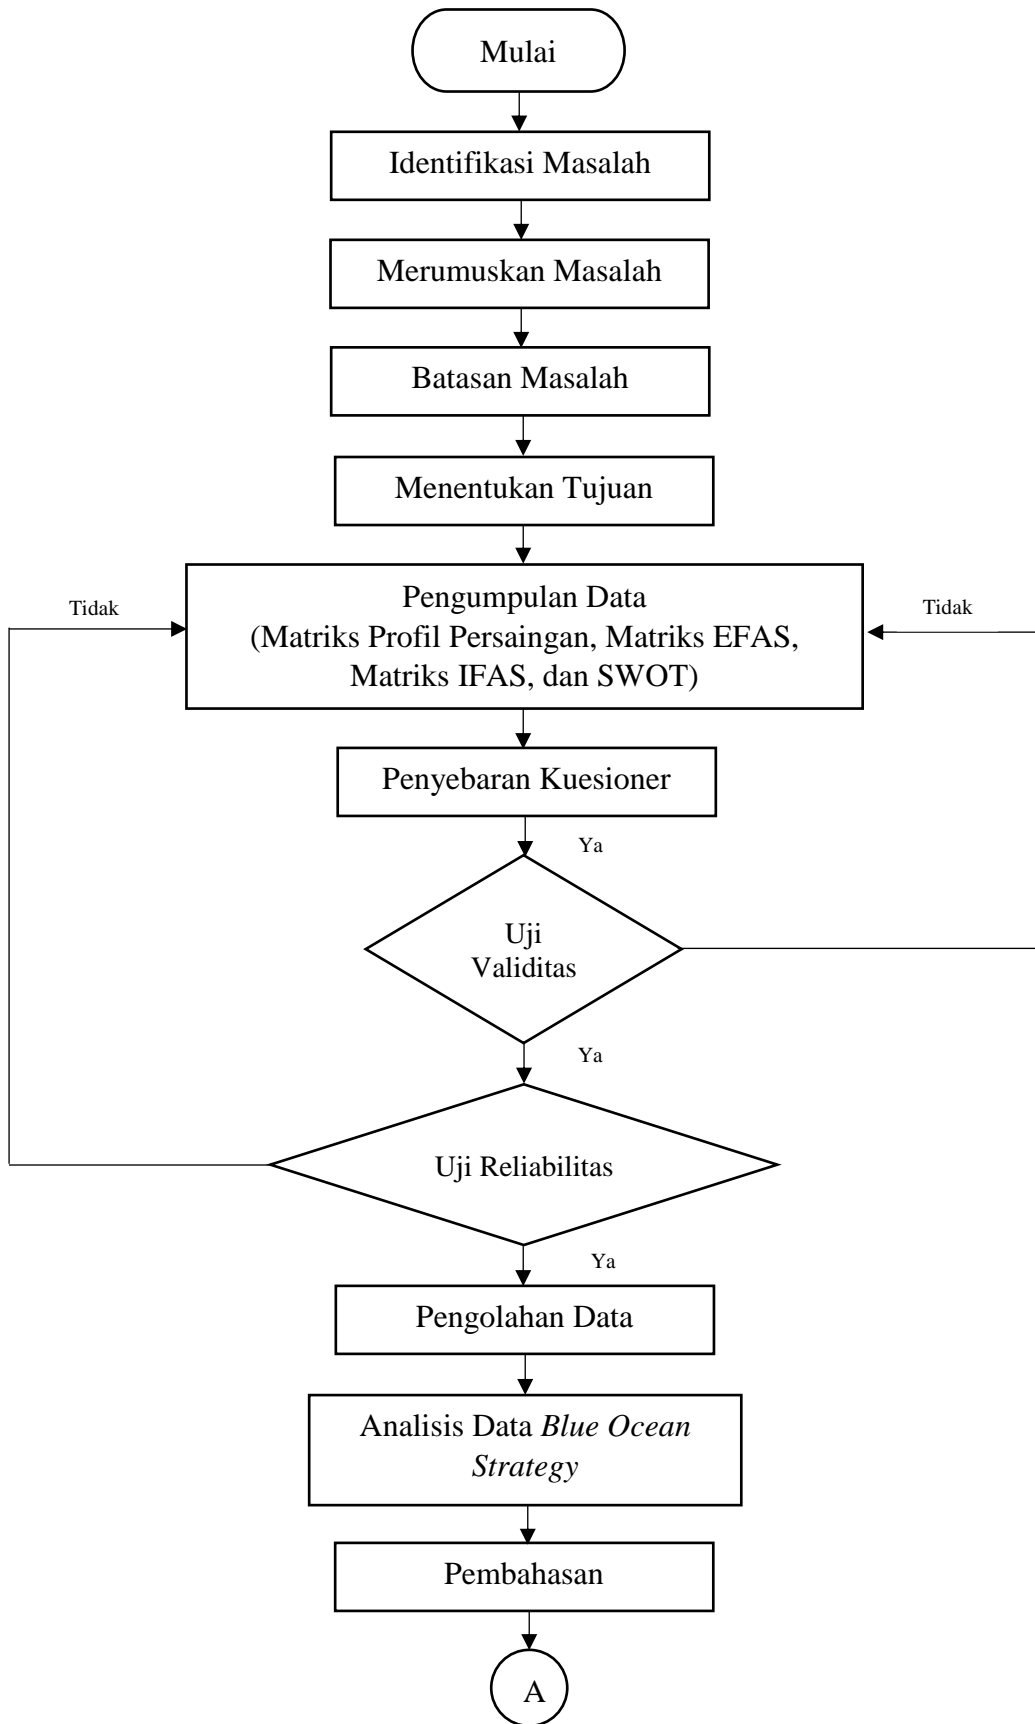 Mulai
Identifikasi Masalah
Merumuskan Masalah
Batasan Masalah
Menentukan Tujuan
Tidak
Pengumpulan Data
(Matriks Profil Persaingan, Matriks EFAS,
Matriks IFAS, dan SWOT)
Tidak
Penyebaran Kuesioner
Ya
Uji
Validitas
Ya
Uji Reliabilitas
Ya
Pengolahan Data
Analisis Data Blue Ocean
Strategy
Pembahasan
A